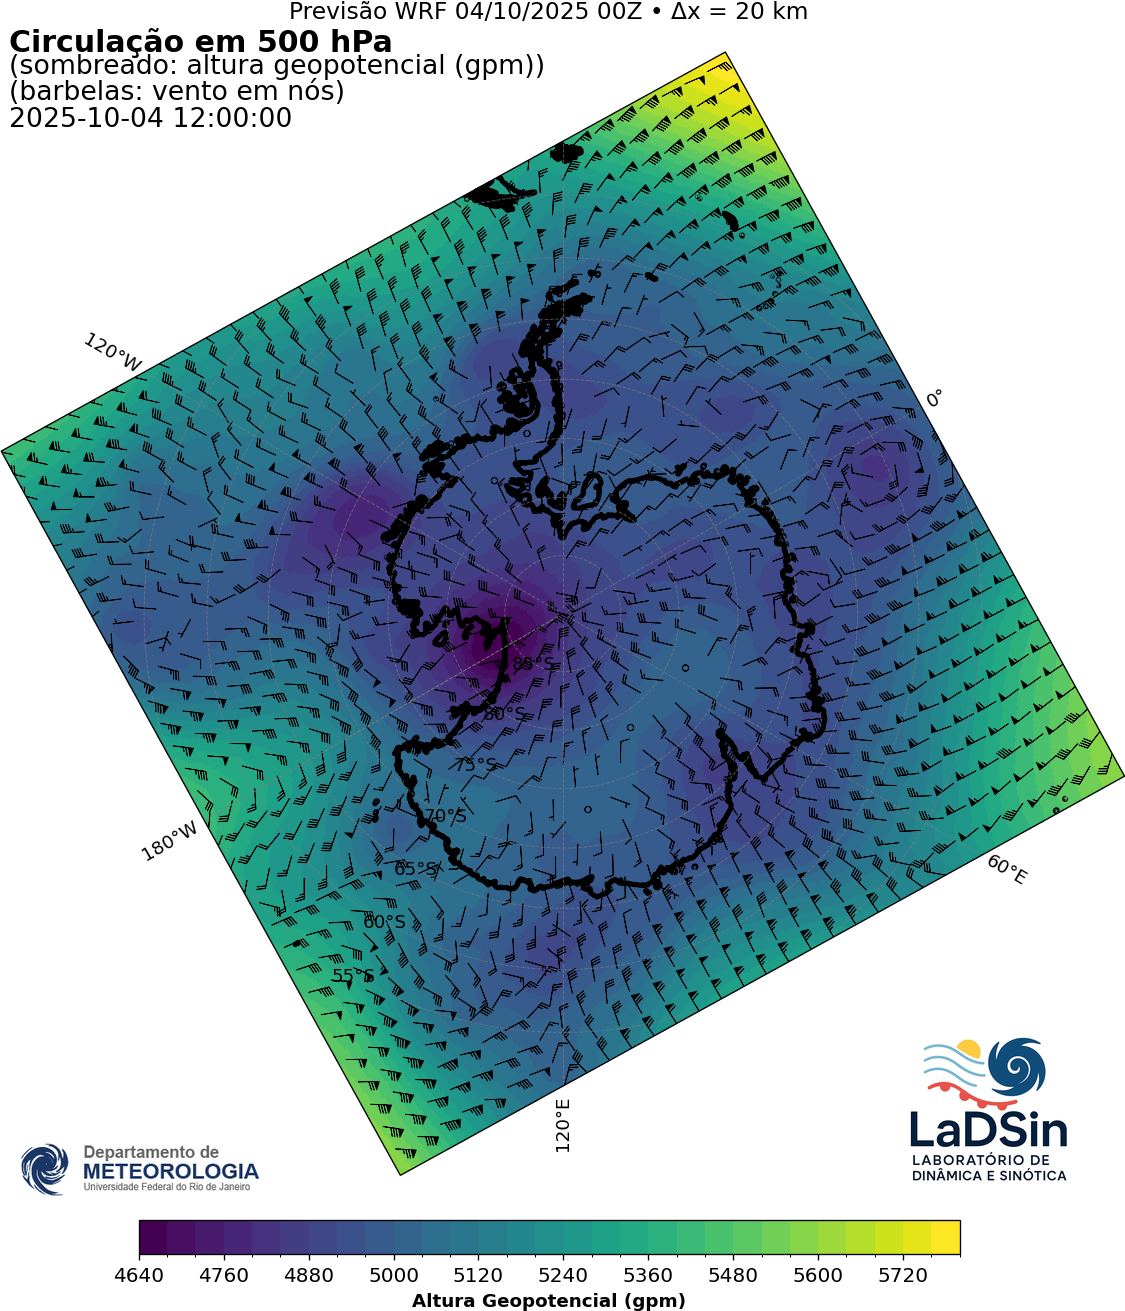 Previsão WRF 04/10/2025 00Z • Δx = 20 km
Circulação em 500 hPa
(sombreado: altura geopotencial (gpm))
(barbelas: vento em nós)
2025-10-04 12:00:00
120°W
0°
85°S
80°S
75°S
70°S
180°W
65°S
60°E
60°S
55°S
120°E
LaDSin
LABORATÓRIO DE
DINÂMICA E SINÓTICA
Departamento de
METEOROLOGIA
Universidade Federal do Rio de Janeiro
4640 4760 4880 5000 5120 5240 5360 5480 5600 5720
Altura Geopotencial (gpm)